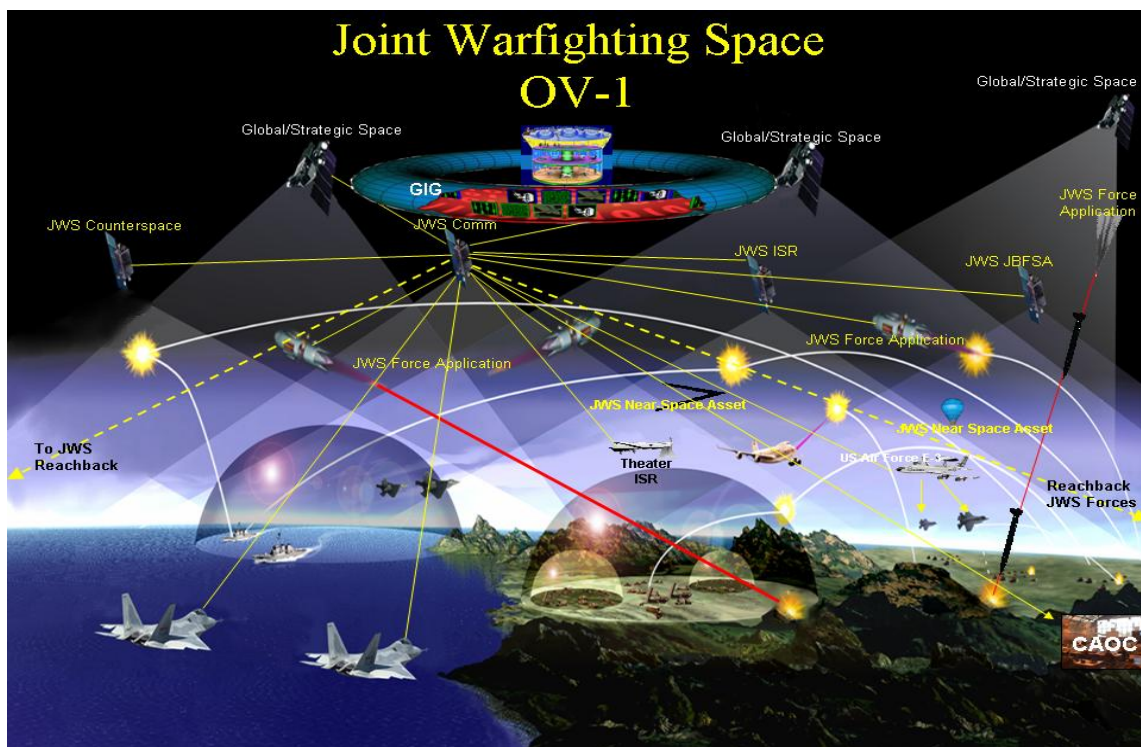 Joint Warfighting Space
OV-1
Global/Strategic Space
Global/Strategic Space
Global/Strategic Space
GIG
JWS Force
Application
JWS Counterspace
JWS Comm
JWS ISR
JWS JBFSA
JWS Force Application
JWS Force Application
JWS Near Space Asset
JWS Near Space Asset
To JWS
Reachback
Theater
ISR
US Air Force E-3
Reachback
JWS Forces
CAOC